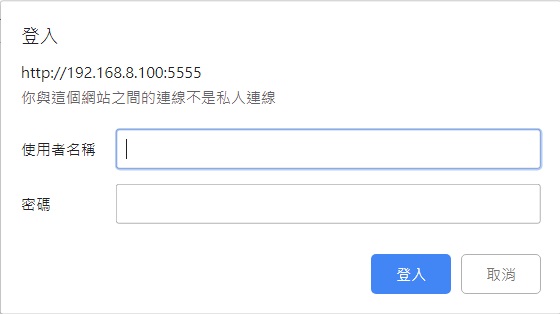 登入
http://192.168.8.100:5555
你與這個網站之間的連線不是私人連線
使用者名稱
密碼
登入 取消